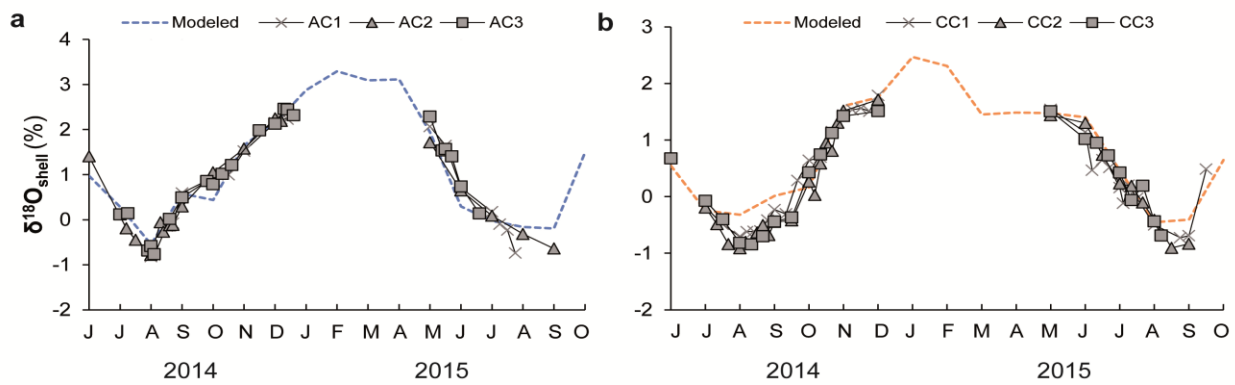 a
Modeled AC1 AC2 AC3
δ18Oshell (%)
4
3
2
1
0
-1
-2
J J A S O N D J F M A M J J A S O
2014 2015
b
Modeled CC1 CC2 CC3
3
2
1
0
-1
-2
J J A S O N D J F M A M J J A S O
2014 2015